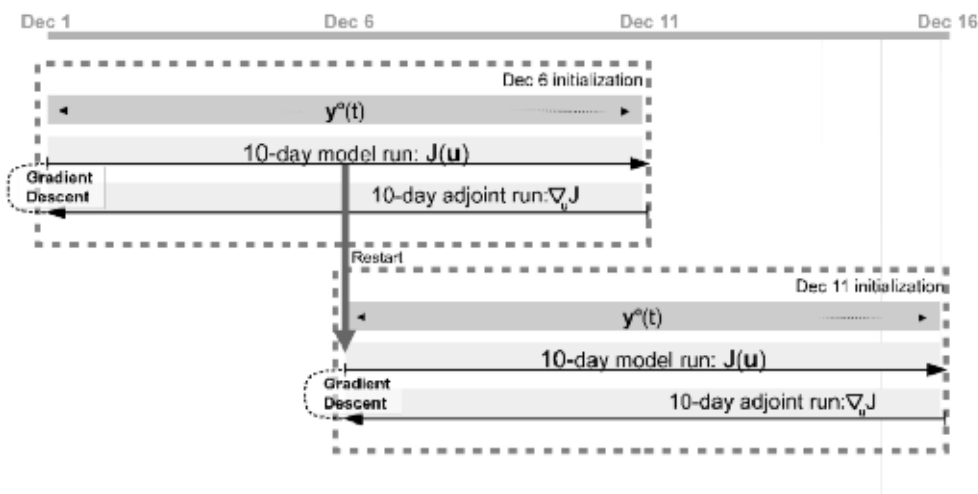 Dec 1 Dec 6 Dec 11 Dec 16
Dec 6 initialization
yº(t)
10-day model run: J(u)
Gradient
Descent
10-day adjoint run:∇ᵤJ
Restart
Dec 11 initialization
yº(t)
10-day model run: J(u)
Gradient
Descent
10-day adjoint run:∇ᵤJ